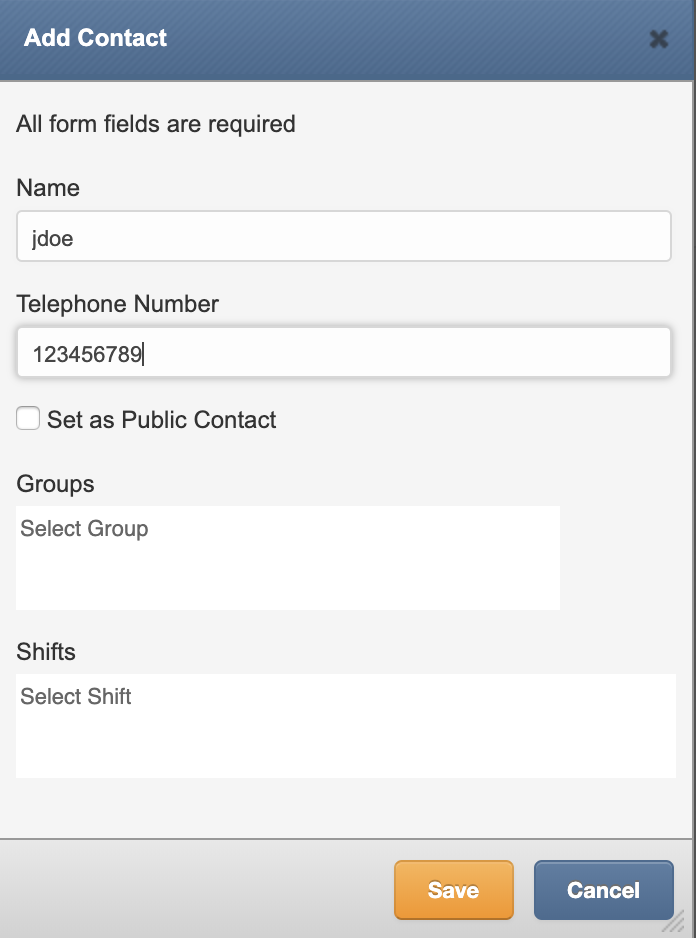 Add Contact
All form fields are required
Name
jdoe
Telephone Number
123456789
Set as Public Contact
Groups
Select Group
Shifts
Select Shift
Save Cancel